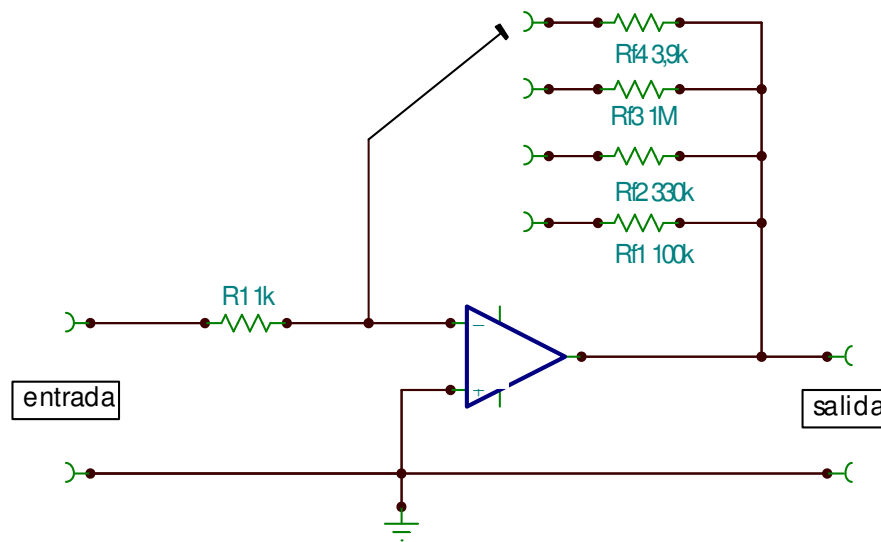 Rf4 3,9k
Rf3 1M
Rf2 330k
Rf1 100k
R1 1k
−
+
entrada
salida